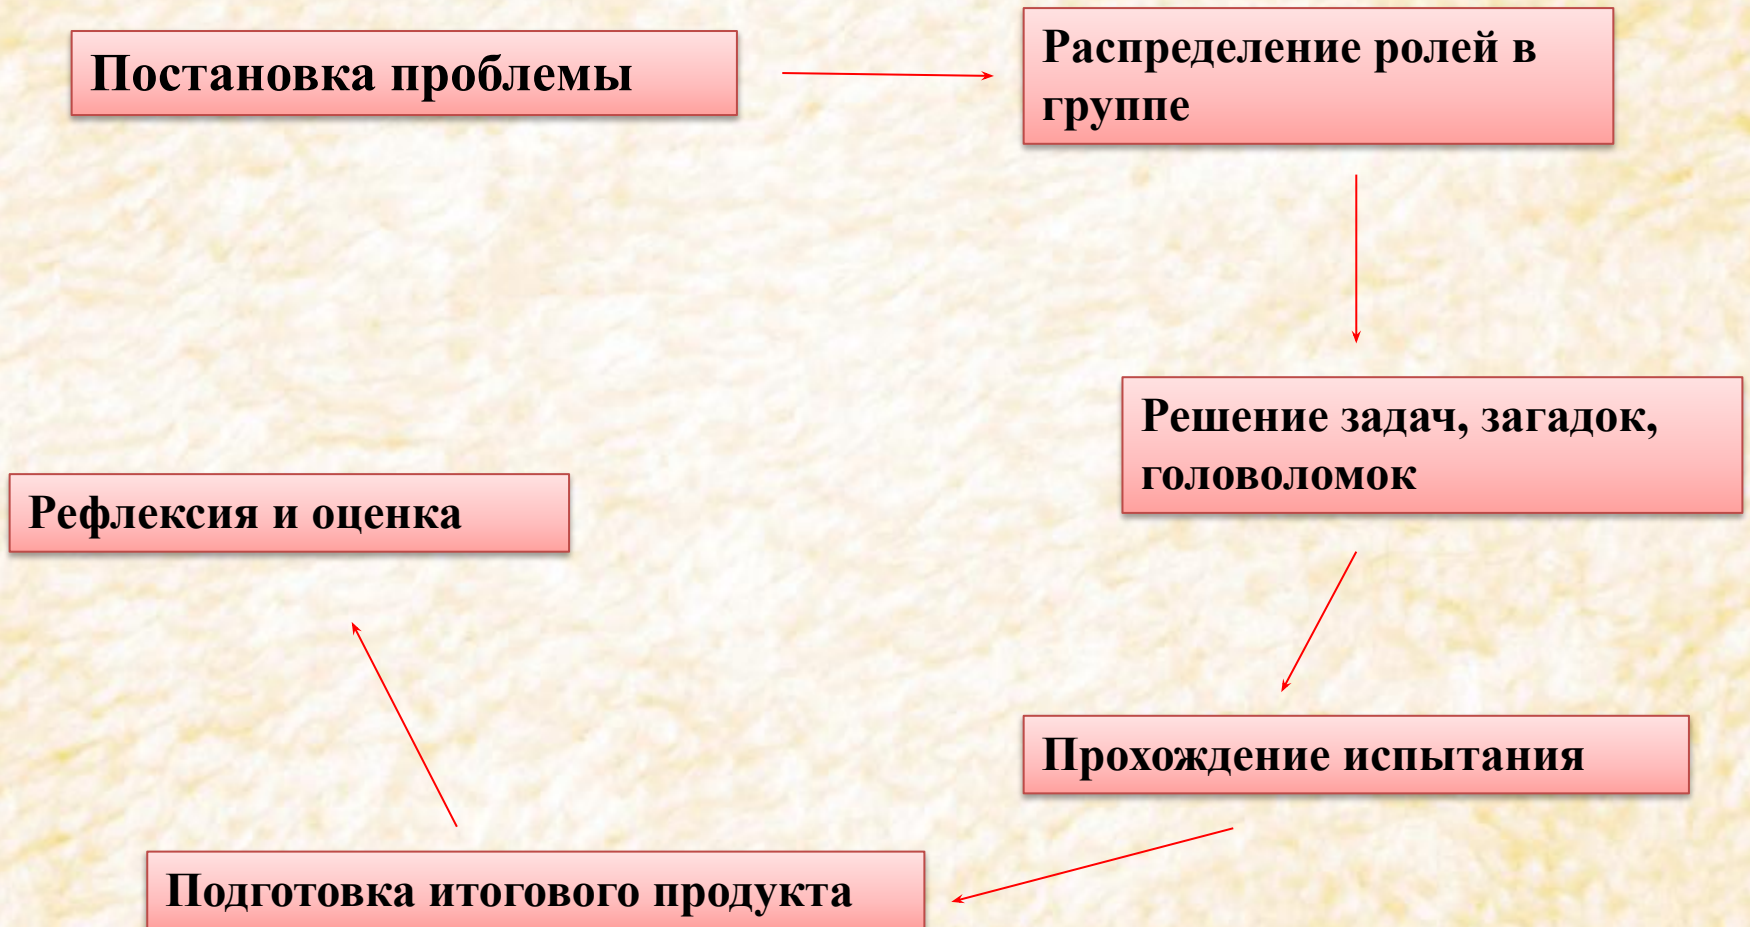 Постановка проблемы
Распределение ролей в
группе
Решение задач, загадок,
головоломок
Прохождение испытания
Подготовка итогового продукта
Рефлексия и оценка